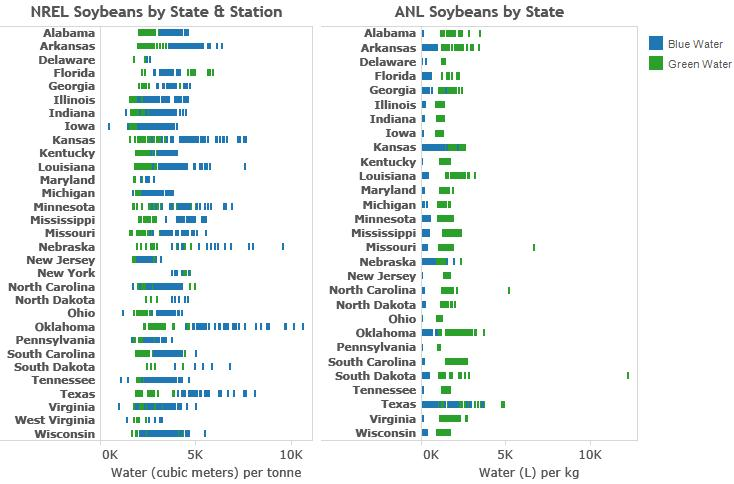 NREL Soybeans by State & Station
Alabama
Arkansas
Delaware
Florida
Georgia
Illinois
Indiana
Iowa
Kansas
Kentucky
Louisiana
Maryland
Michigan
Minnesota
Mississippi
Missouri
Nebraska
New Jersey
New York
North Carolina
North Dakota
Ohio
Oklahoma
Pennsylvania
South Carolina
South Dakota
Tennessee
Texas
Virginia
West Virginia
Wisconsin
0K 5K 10K
Water (cubic meters) per tonne
ANL Soybeans by State
Alabama
Arkansas
Delaware
Florida
Georgia
Illinois
Indiana
Iowa
Kansas
Kentucky
Louisiana
Maryland
Michigan
Minnesota
Mississippi
Missouri
Nebraska
New Jersey
North Carolina
North Dakota
Ohio
Oklahoma
Pennsylvania
South Carolina
South Dakota
Tennessee
Texas
Virginia
Wisconsin
0K 5K 10K
Water (L) per kg
Blue Water
Green Water